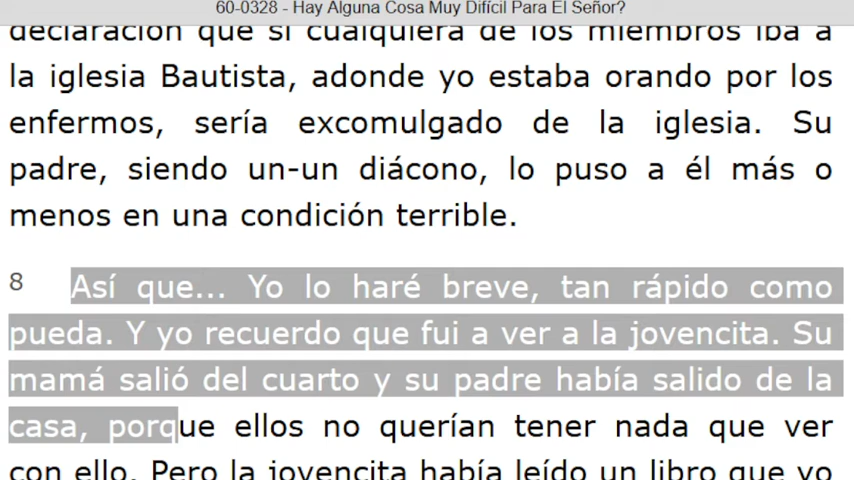 60-0328 - Hay Alguna Cosa Muy Difícil Para El Señor?
declaración que si cualquiera de los miembros iba a
la iglesia Bautista, adonde yo estaba orando por los
enfermos, sería excomulgado de la iglesia. Su
padre, siendo un-un diácono, lo puso a él más o
menos en una condición terrible.
8 Así que... Yo lo haré breve, tan rápido como
pueda. Y yo recuerdo que fui a ver a la jovencita. Su
mamá salió del cuarto y su padre había salido de la
casa, porque ellos no querían tener nada que ver
con ello. Pero la jovencita había leído un libro que yo